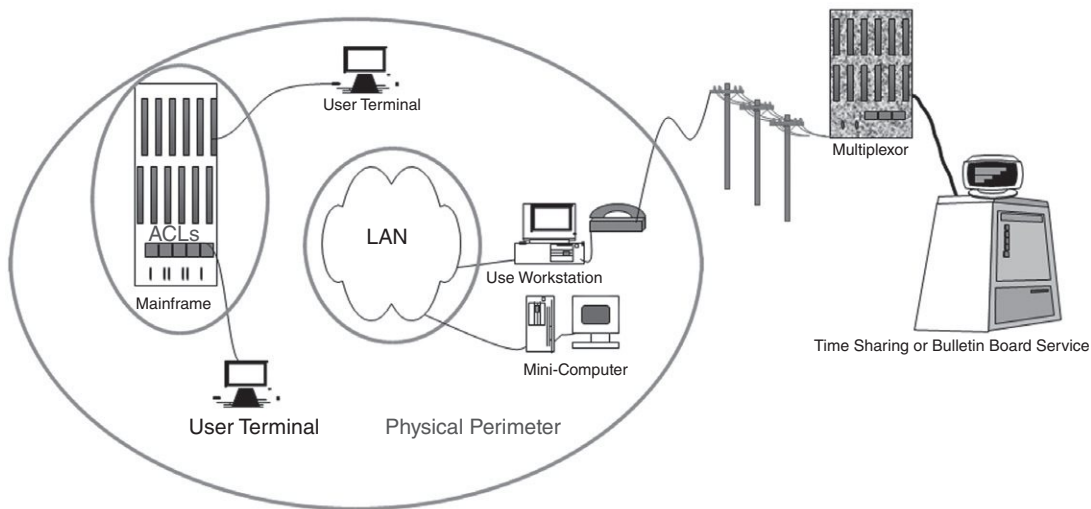 User Terminal
Multiplexor
ACLs
LAN
Mainframe
Use Workstation
Mini-Computer
Time Sharing or Bulletin Board Service
User Terminal
Physical Perimeter